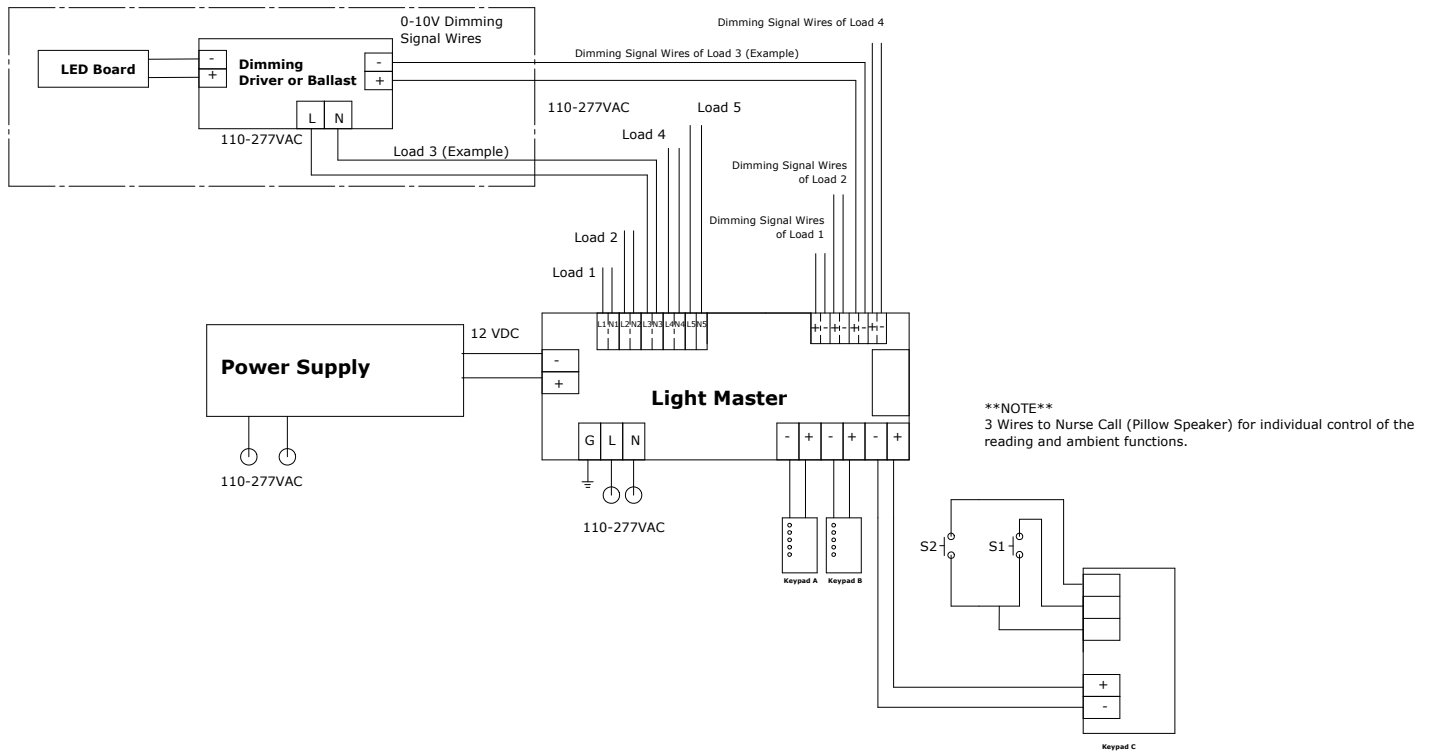 0-10V Dimming
Signal Wires
Dimming Signal Wires of Load 4
Dimming Signal Wires of Load 3 (Example)
LED Board
-
+
Dimming
Driver or Ballast
-
+
L N
110-277VAC
110-277VAC
Load 5
Load 4
Load 3 (Example)
Dimming Signal Wires
of Load 2
Dimming Signal Wires
of Load 1
Load 2
Load 1
L1 N1 L2 N2 L3 N3 L4 N4 L5 N5
+ - + - + - + -
12 VDC
Power Supply
-
+
Light Master
110-277VAC
G L N
110-277VAC
- + - + - +
**NOTE**
3 Wires to Nurse Call (Pillow Speaker) for individual control of the
reading and ambient functions.
S2
S1
Keypad A
Keypad B
+
-
Keypad C